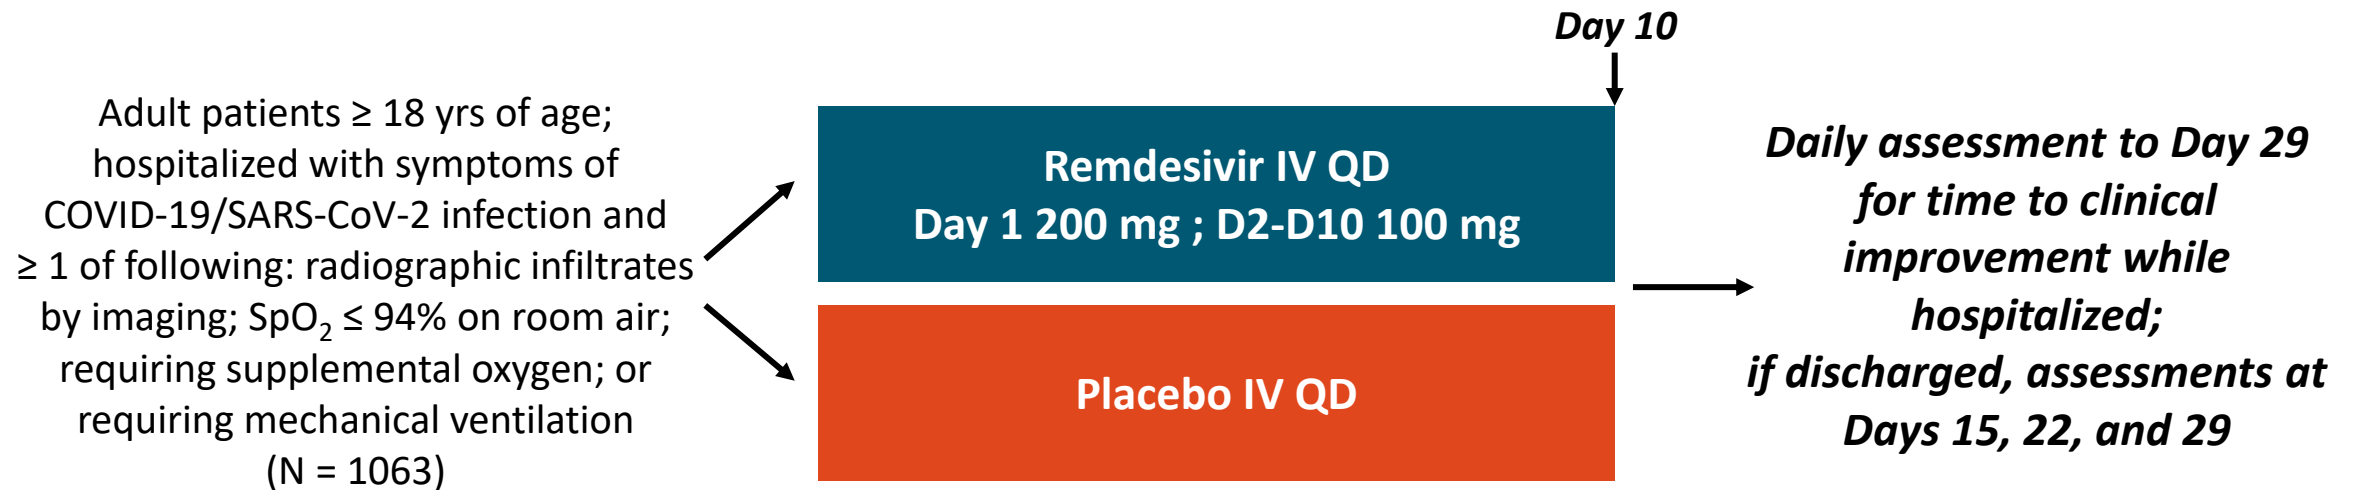 Adult patients ≥ 18 yrs of age;
hospitalized with symptoms of
COVID-19/SARS-CoV-2 infection and
≥ 1 of following: radiographic infiltrates
by imaging; SpO₂ ≤ 94% on room air;
requiring supplemental oxygen; or
requiring mechanical ventilation
(N = 1063)
Day 10
Remdesivir IV QD
Day 1 200 mg ; D2-D10 100 mg
Placebo IV QD
Daily assessment to Day 29
for time to clinical
improvement while
hospitalized;
if discharged, assessments at
Days 15, 22, and 29